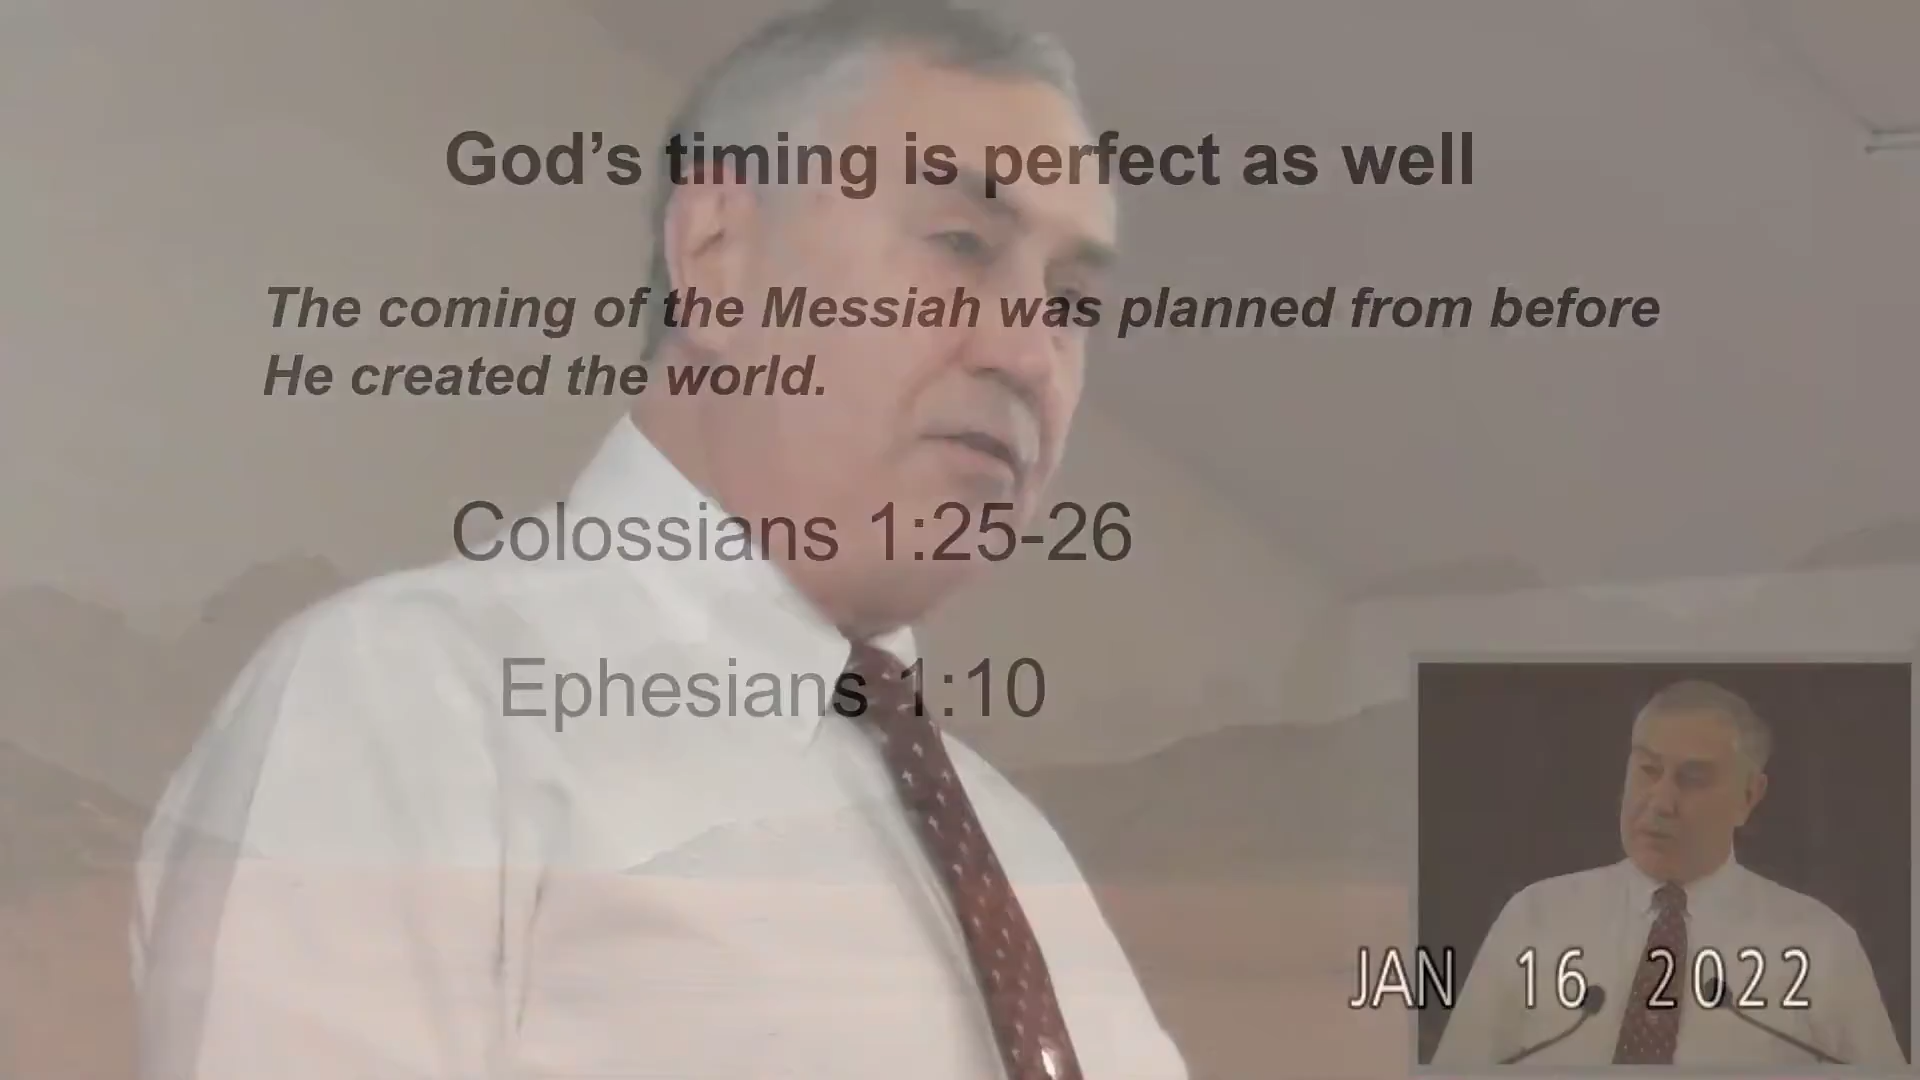 God’s timing is perfect as well
The coming of the Messiah was planned from before
He created the world.
Colossians 1:25-26
Ephesians 1:10
JAN 16 2022